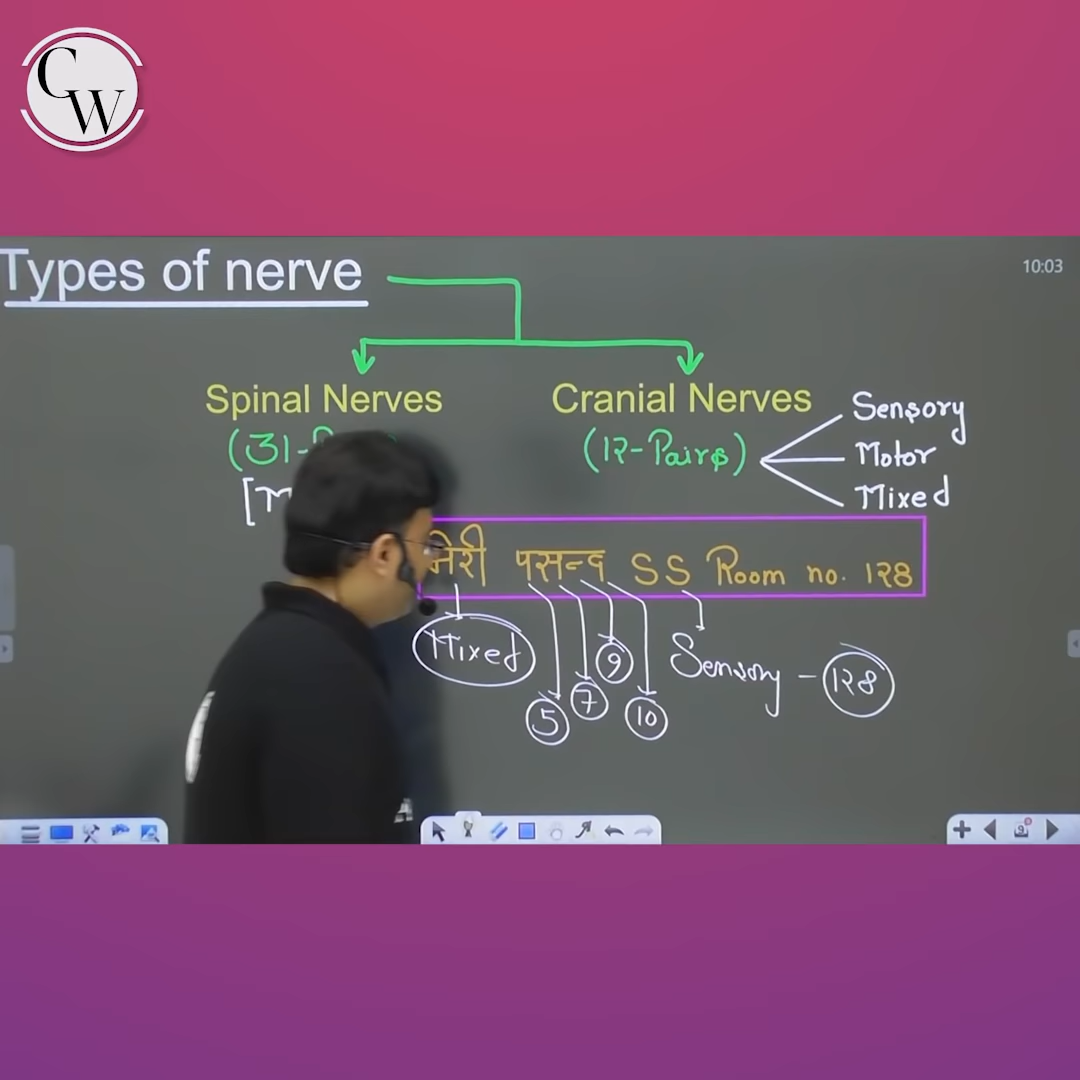 CW
Types of nerve
10:03
Spinal Nerves
Cranial Nerves
(31-
(12-Pairs)
Sensory
Motor
Mixed
मेरी पसन्द SS Room no. 128
Mixed
5 7 9 10
Sensory - 128